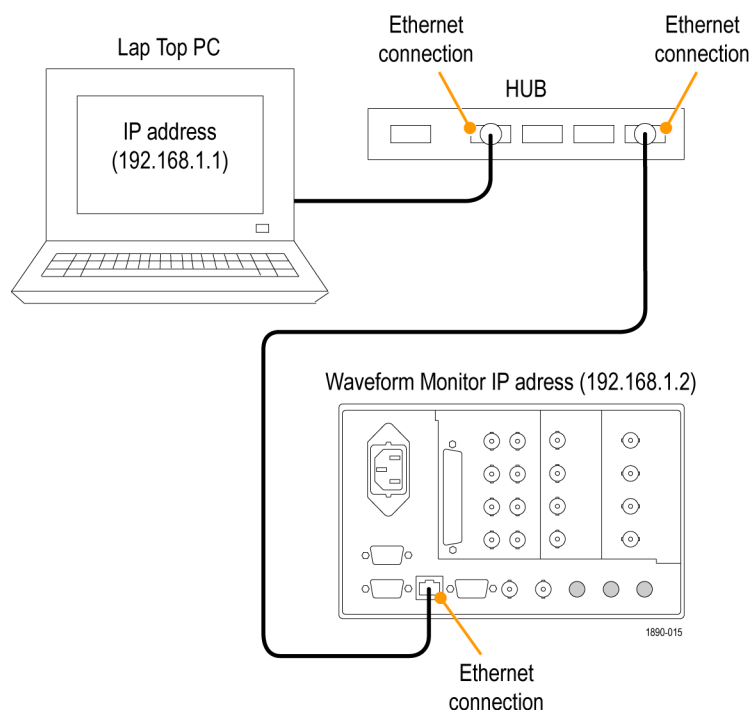 Ethernet
connection
Ethernet
connection
Lap Top PC
HUB
IP address
(192.168.1.1)
Waveform Monitor IP adress (192.168.1.2)
1890-015
Ethernet
connection